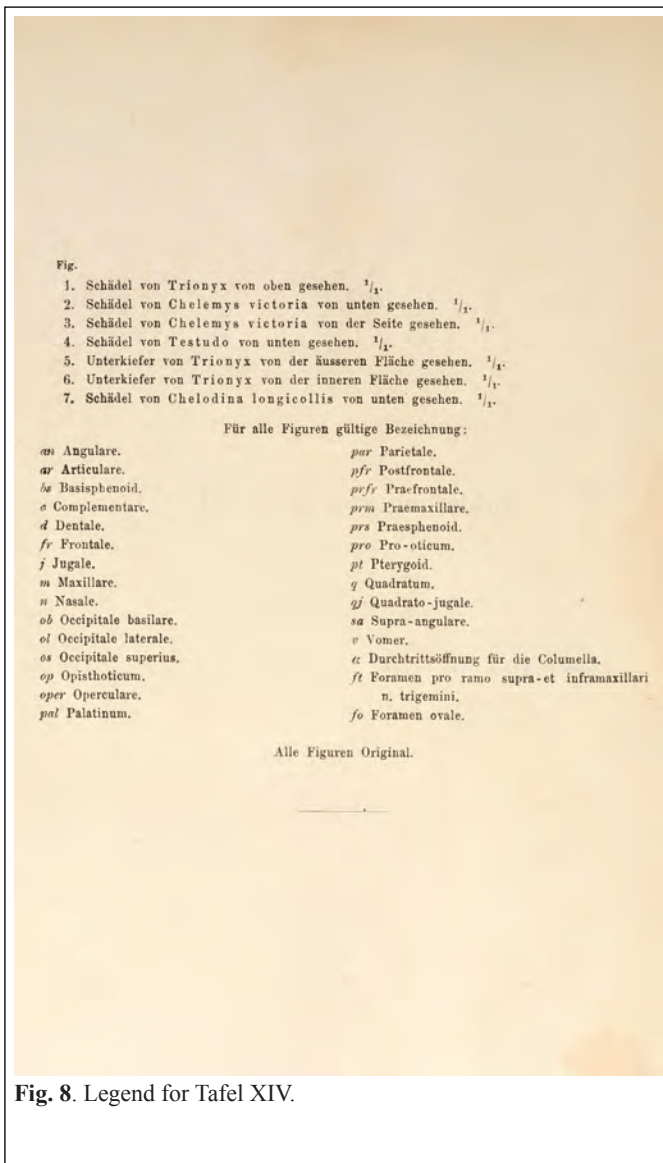 Fig.
1. Schädel von Trionyx von oben gesehen. 1/1.
2. Schädel von Chelemys victoria von unten gesehen. 1/1.
3. Schädel von Chelemys victoria von der Seite gesehen. 1/1.
4. Schädel von Testudo von unten gesehen. 1/1.
5. Unterkiefer von Trionyx von der äusseren Fläche gesehen. 1/1.
6. Unterkiefer von Trionyx von der inneren Fläche gesehen. 1/1.
7. Schädel von Chelodina longicollis von unten gesehen. 1/1.
Für alle Figuren gültige Bezeichnung:
an Angulare.
ar Articulare.
bs Basisphenoid.
c Complementare.
d Dentale.
fr Frontale.
j Jugale.
m Maxillare.
n Nasale.
ob Occipitale basilare.
ol Occipitale laterale.
os Occipitale superius.
op Opisthoticum.
oper Operculare.
pal Palatinum.
par Parietale.
pfr Postfrontale.
prfr Praefrontale.
prm Praemaxillare.
prs Praesphenoid.
pro Pro-oticum.
pt Pterygoid.
q Quadratum.
qj Quadrato-jugale.
sa Supra-angulare.
v Vomer.
α Durchtrittsöffnung für die Columella.
ft Foramen pro ramo supra-et inframaxillari
n. trigemini.
fo Foramen ovale.
Alle Figuren Original.
Fig. 8. Legend for Tafel XIV.